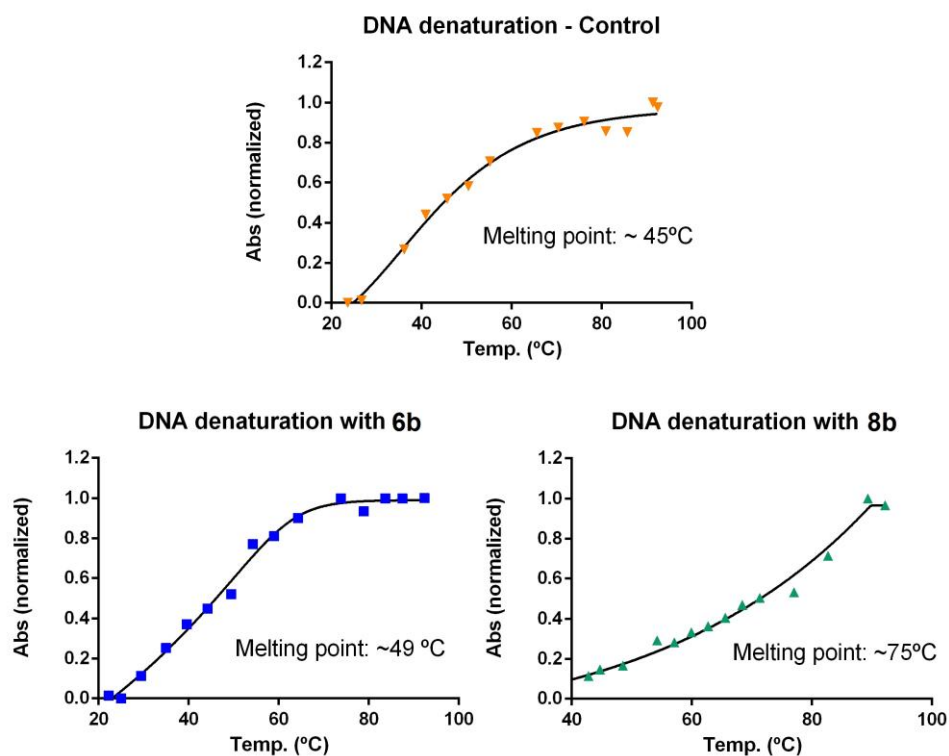 DNA denaturation - Control
Abs (normalized)
1.2
1.0
0.8
0.6
0.4
0.2
0.0
20
40
60
80
100
Melting point: ~ 45ºC
Temp. (ºC)
DNA denaturation with 6b
Abs (normalized)
1.2
1.0
0.8
0.6
0.4
0.2
0.0
20
40
60
80
100
Melting point: ~49 ºC
Temp. (ºC)
DNA denaturation with 8b
Abs (normalized)
1.2
1.0
0.8
0.6
0.4
0.2
0.0
40
60
80
100
Melting point: ~75ºC
Temp. (ºC)